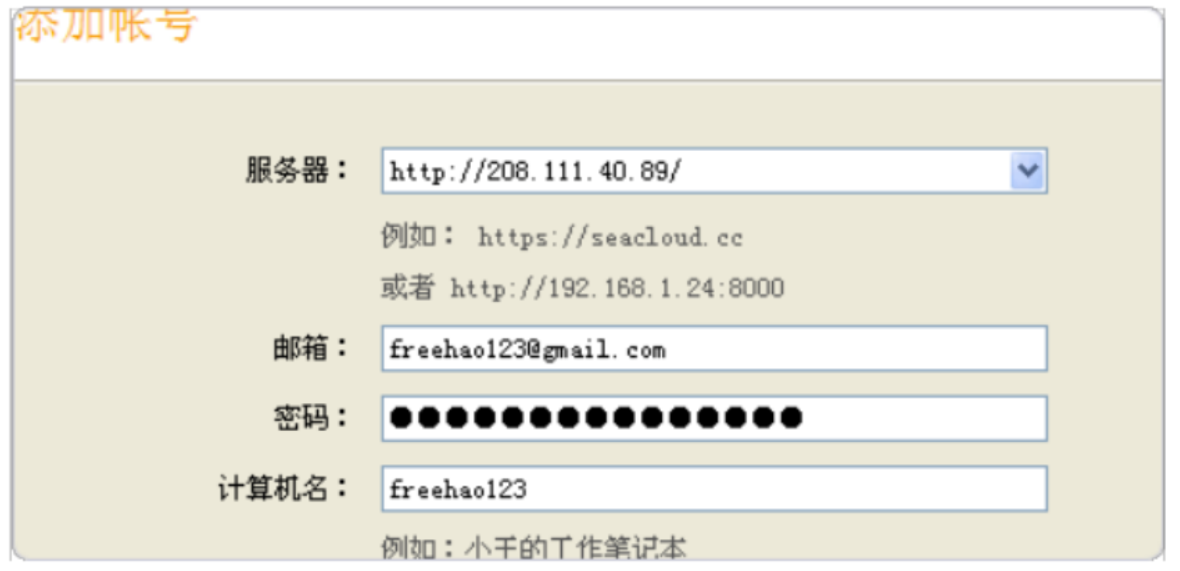 添加帐号
服务器： http://208.111.40.89/
例如： https://seacloud.cc
或者 http://192.168.1.24:8000
邮箱： freehao123@gmail.com
密码： ●●●●●●●●●●●●●●●
计算机名： freehao123
例如：小王的工作笔记本